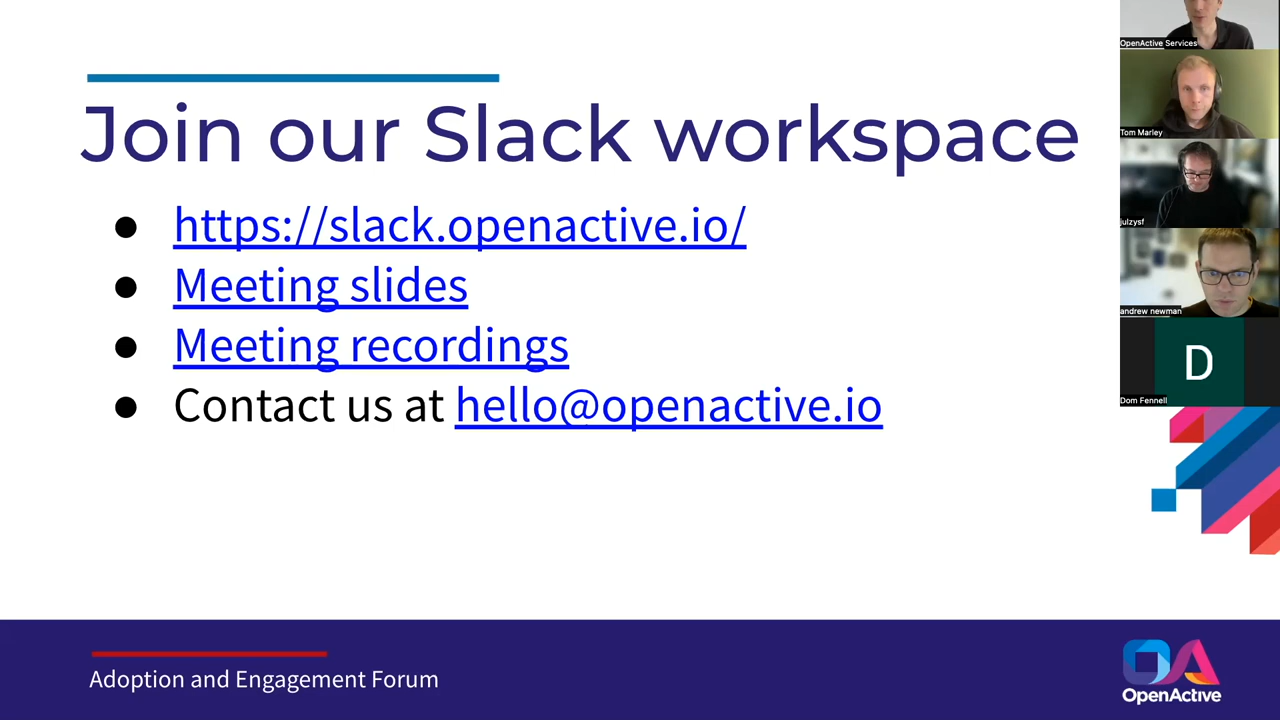 Join our Slack workspace
https://slack.openactive.io/
Meeting slides
Meeting recordings
Contact us at hello@openactive.io
OpenActive Services
Tom Marley
julzysf
andrew newman
D
Dom Fennell
Adoption and Engagement Forum
OA
OpenActive